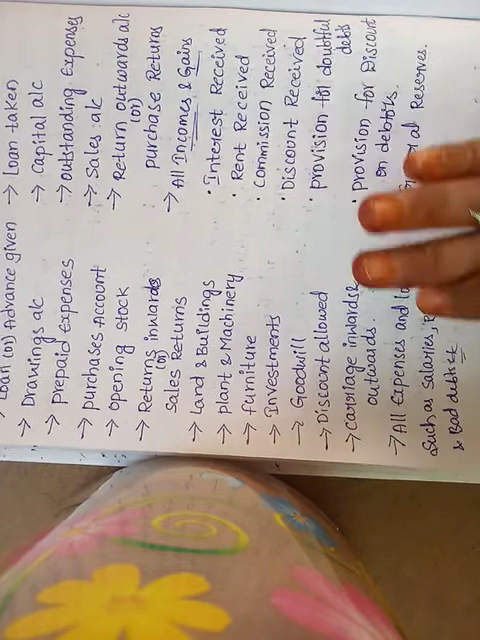 Loan (or) Advance given
→ Drawings a/c
→ prepaid Expenses
→ purchases Account
→ opening stock
→ Returns inwards
(or)
Sales Returns
→ Land & Buildings
→ plant & Machinery
→ furniture
→ Investments
→ Goodwill
→ Discount allowed
→ carriage inwards &
outwards.
→ All Expenses and
Such as salaries,
& Bad debts etc
→ Loan taken
→ capital a/c
→ outstanding Expenses
→ Sales a/c
→ Return outwards a/c
(or)
purchase Returns
→ All Incomes & Gains
• Interest Received
• Rent Received
• Commission Received
• Discount Received
• provision for doubtful
debts
• provision for Discount
on debtors.
Reserves.